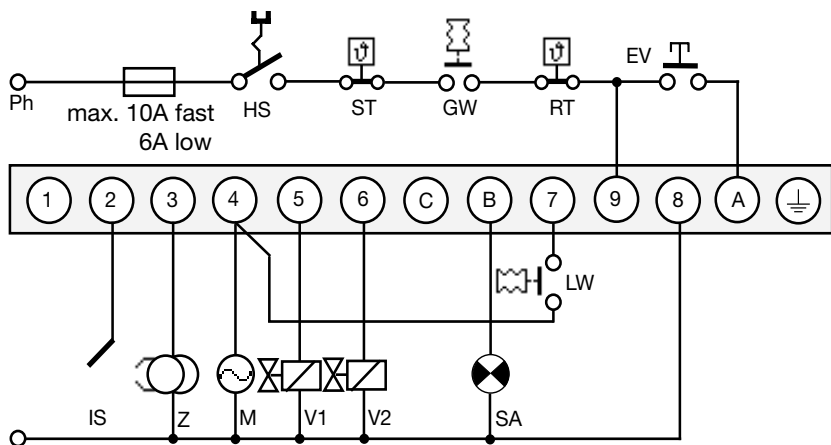 EV
Ph
max. 10A fast
6A low
HS
ST
GW
RT
1 2 3 4 5 6 C B 7 9 8 A
LW
IS
Z
M
V1
V2
SA